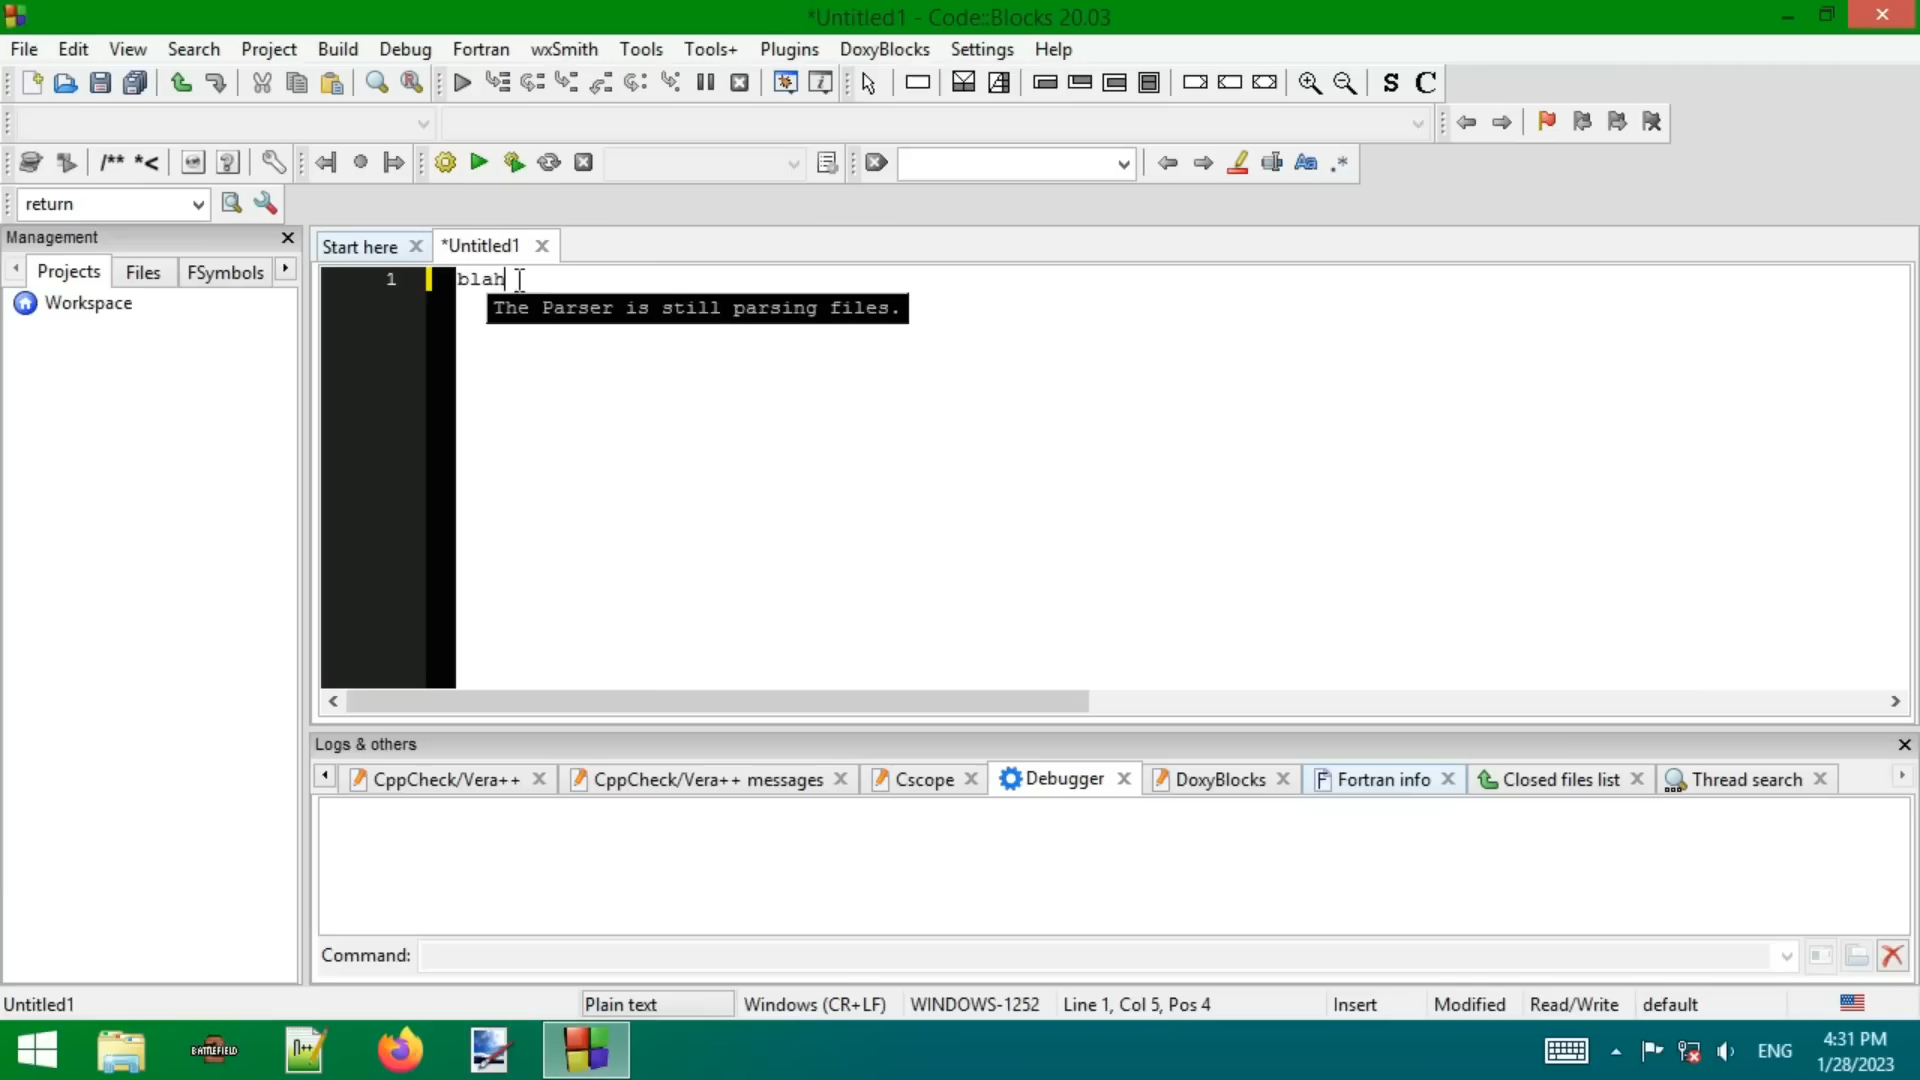 *Untitled1 - Code::Blocks 20.03
File Edit View Search Project Build Debug Fortran wxSmith Tools Tools+ Plugins DoxyBlocks Settings Help
S C
/** *<
return
Management
Projects Files FSymbols
Workspace
Start here *Untitled1
1 blah
The Parser is still parsing files.
Logs & others
CppCheck/Vera++ CppCheck/Vera++ messages Cscope Debugger DoxyBlocks Fortran info Closed files list Thread search
Command:
Untitled1 Plain text Windows (CR+LF) WINDOWS-1252 Line 1, Col 5, Pos 4 Insert Modified Read/Write default
BATTLEFIELD 2
ENG
4:31 PM
1/28/2023